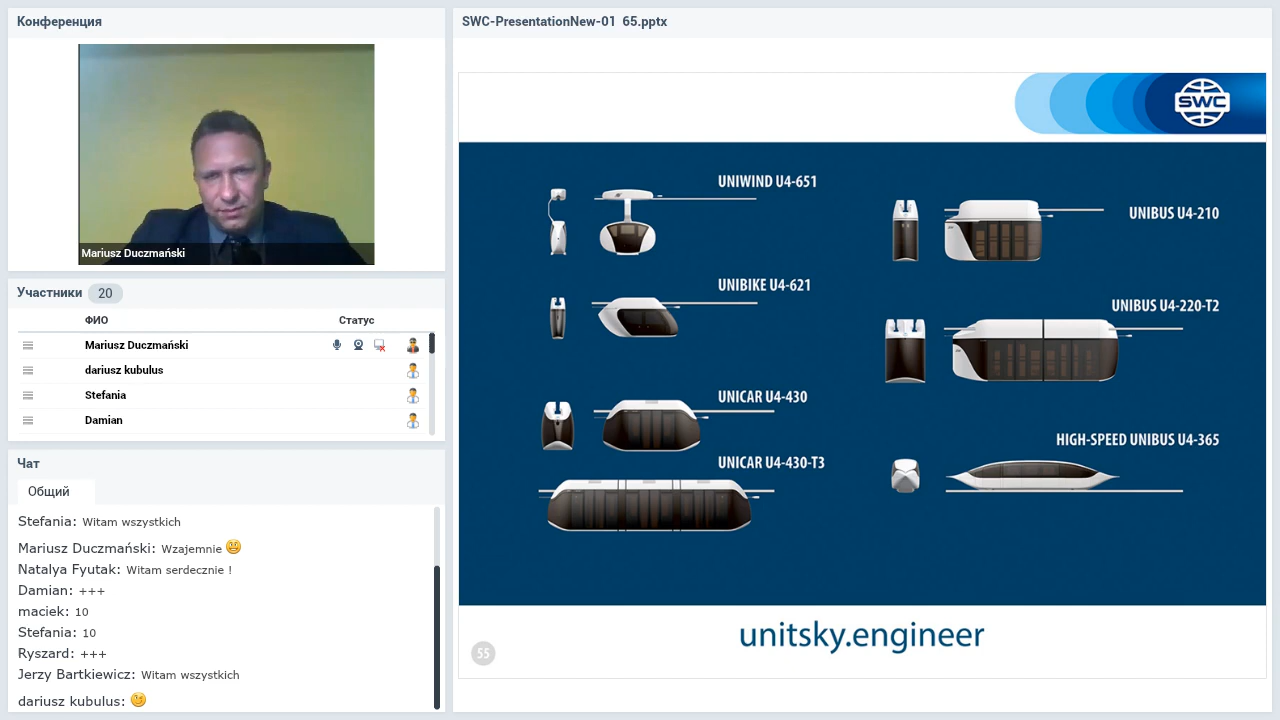 Конференция
Mariusz Duczmański
Участники 20
ФИО Статус
Mariusz Duczmański
dariusz kubulus
Stefania
Damian
Чат
Общий
Stefania: Witam wszystkich
Mariusz Duczmański: Wzajemnie
Natalya Fyutak: Witam serdecznie !
Damian: +++
maciek: 10
Stefania: 10
Ryszard: +++
Jerzy Bartkiewicz: Witam wszystkich
dariusz kubulus:
SWC-PresentationNew-01 65.pptx
SWC
UNIWIND U4-651
UNIBIKE U4-621
UNICAR U4-430
UNICAR U4-430-T3
UNIBUS U4-210
UNIBUS U4-220-T2
HIGH-SPEED UNIBUS U4-365
unitsky.engineer
55